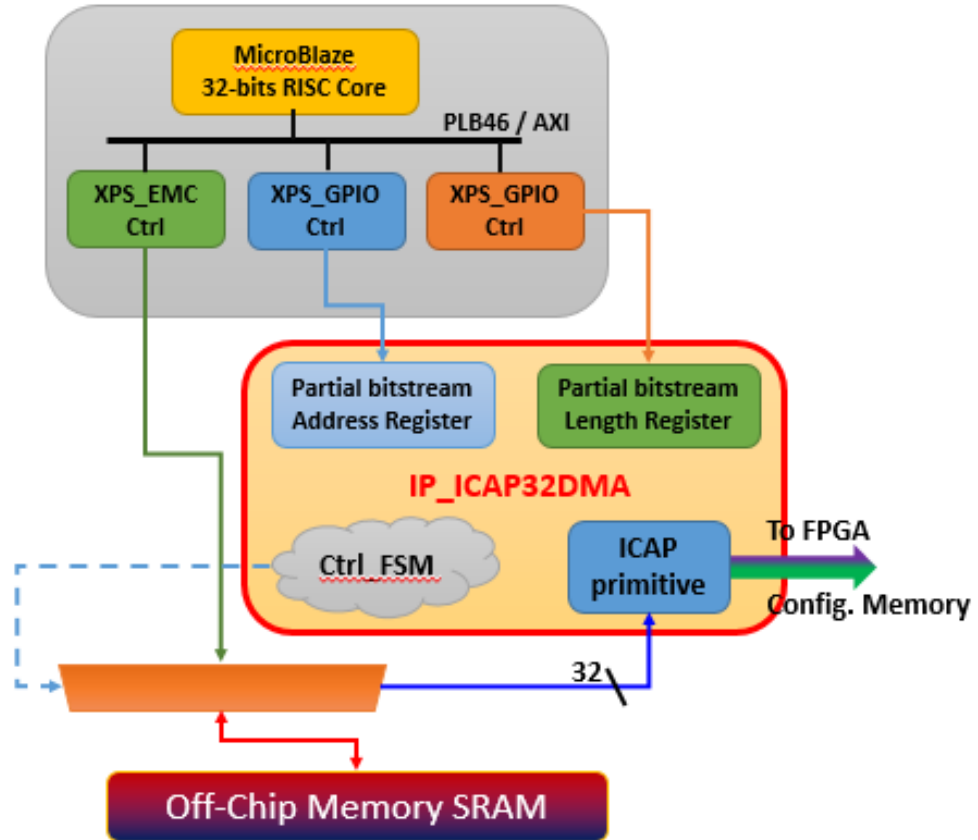 MicroBlaze
32-bits RISC Core
PLB46 / AXI
XPS_EMC
Ctrl
XPS_GPIO
Ctrl
XPS_GPIO
Ctrl
Partial bitstream
Address Register
Partial bitstream
Length Register
IP_ICAP32DMA
Ctrl_FSM
ICAP
primitive
To FPGA
Config. Memory
32
Off-Chip Memory SRAM